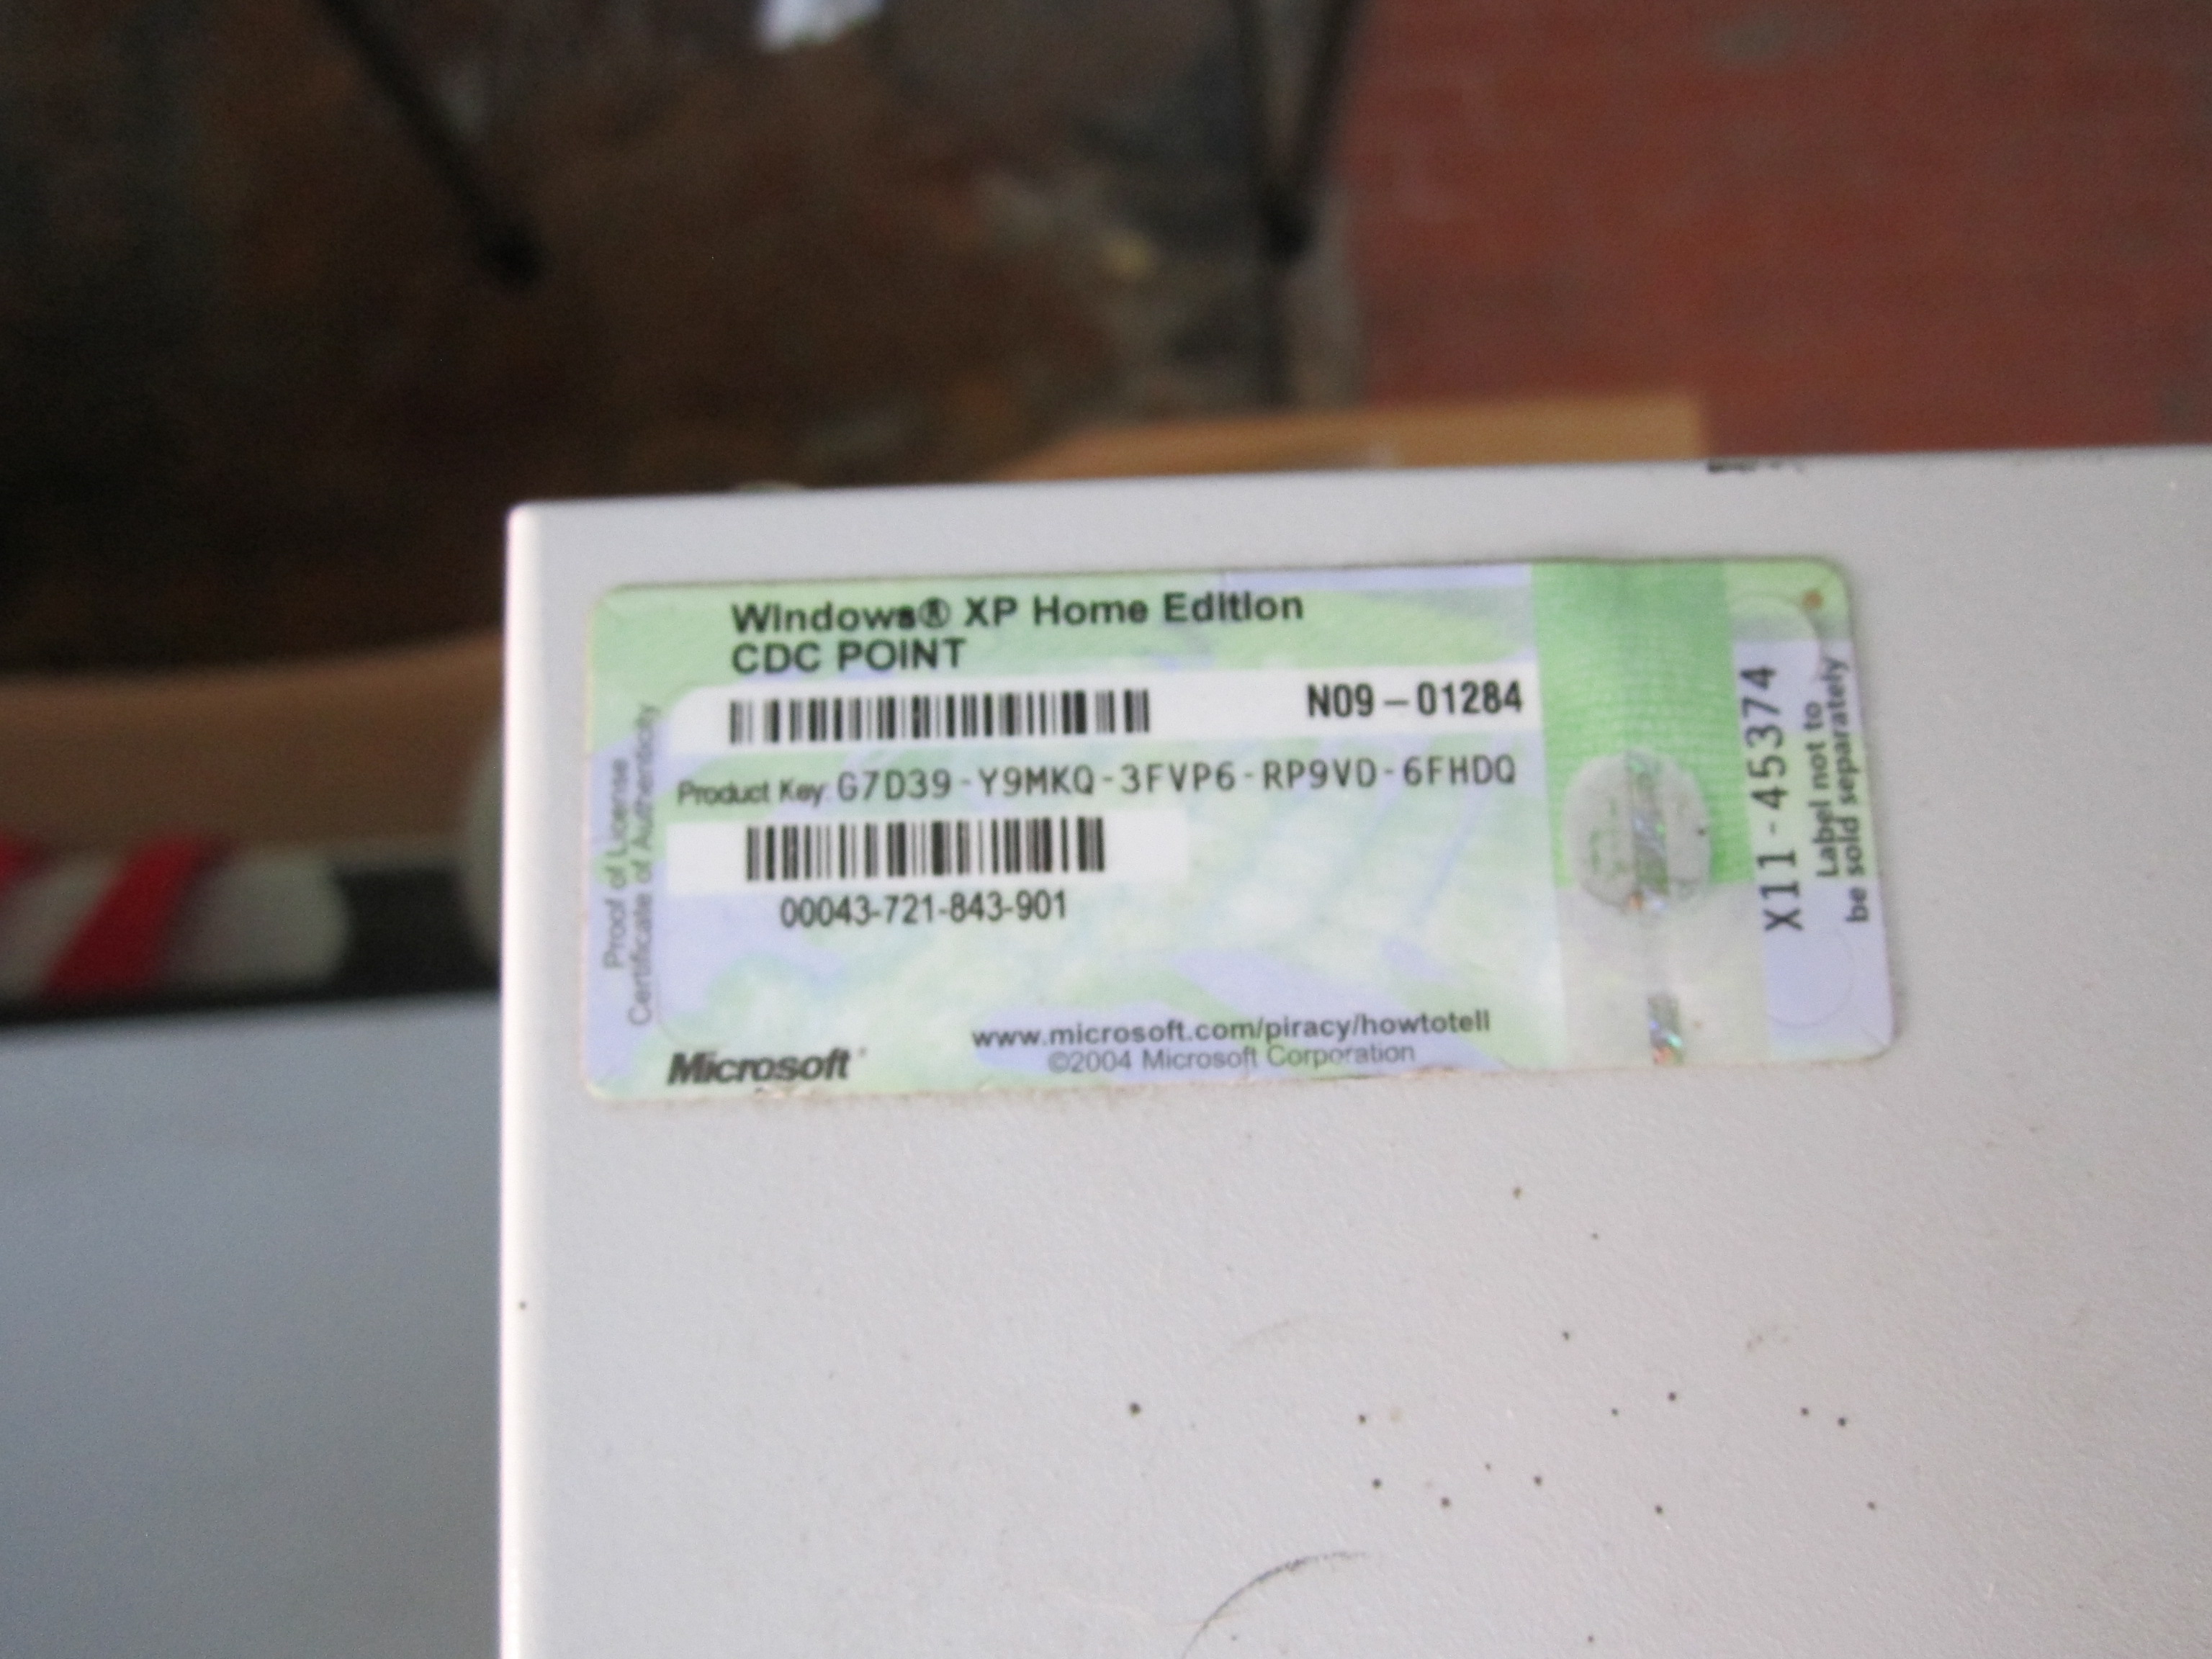 Windows® XP Home Edition
CDC POINT
N09-01284
Product Key: G7D39-Y9MKQ-3FVP6-RP9VD-6FHDQ
00043-721-843-901
www.microsoft.com/piracy/howtotell
©2004 Microsoft Corporation
Microsoft
Proof of License
Certificate of Authenticity
X11-45374
Label not to
be sold separately